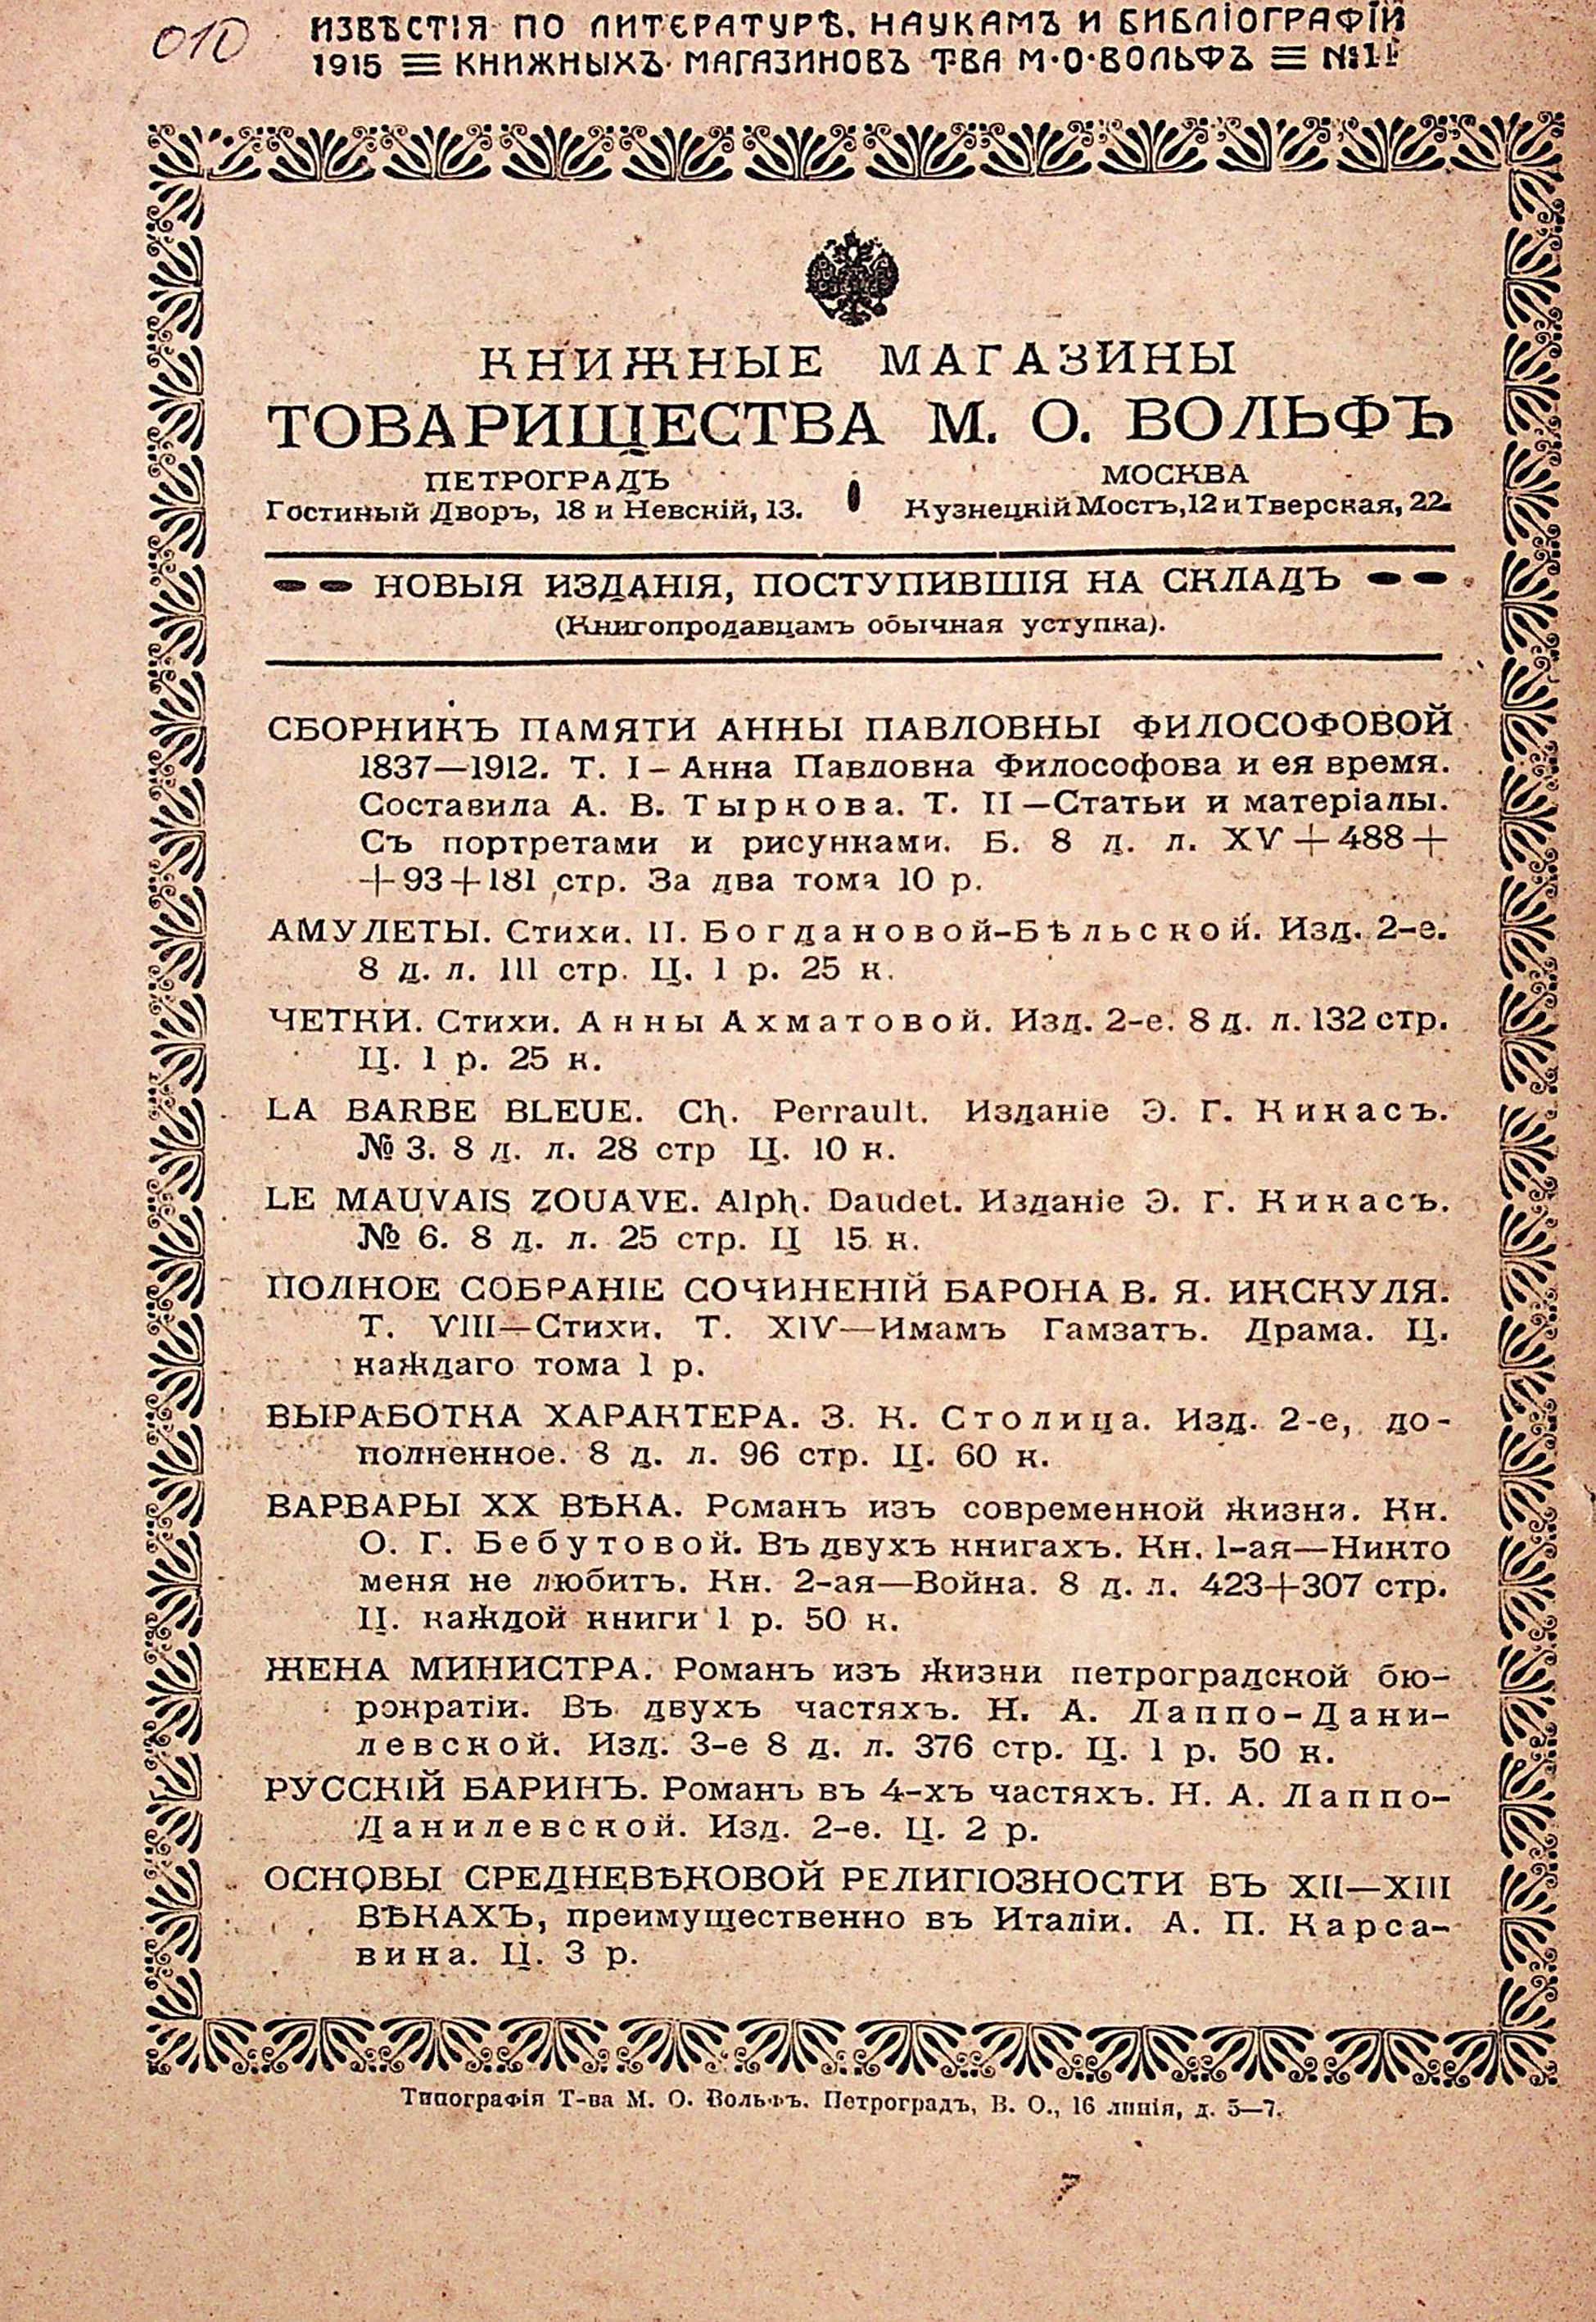 010
ИЗВѢСТІЯ ПО ЛИТЕРАТУРѢ, НАУКАМЪ И БИБЛІОГРАФІИ
1915 ≡ КНИЖНЫХЪ МАГАЗИНОВЪ Т-ВА М·О·ВОЛЬФЪ ≡ №
КНИЖНЫЕ МАГАЗИНЫ
ТОВАРИЩЕСТВА М. О. ВОЛЬФЪ
ПЕТРОГРАДЪ
Гостиный Дворъ, 18 и Невскій, 13.
МОСКВА
Кузнецкій Мостъ, 12 и Тверская, 22.
НОВЫЯ ИЗДАНІЯ, ПОСТУПИВШІЯ НА СКЛАДЪ
(Книгопродавцамъ обычная уступка).
СБОРНИКЪ ПАМЯТИ АННЫ ПАВЛОВНЫ ФИЛОСОФОВОЙ
1837—1912. Т. I — Анна Павловна Философова и ея время.
Составила А. В. Тыркова. Т. II —Статьи и матеріалы.
Съ портретами и рисунками. Б. 8 д. л. XV+488+
+93+181 стр. За два тома 10 р.
АМУЛЕТЫ. Стихи. П. Богдановой-Бѣльской. Изд. 2-е.
8 д. л. 111 стр. Ц. 1 р. 25 к.
ЧЕТКИ. Стихи. Анны Ахматовой. Изд. 2-е. 8 д. л. 132 стр.
Ц. 1 р. 25 к.
LA BARBE BLEUE. Ch. Perrault. Изданіе Э. Г. Кикасъ.
№ 3. 8 д. л. 28 стр Ц. 10 к.
LE MAUVAIS ZOUAVE. Alph. Daudet. Изданіе Э. Г. Кикасъ.
№ 6. 8 д. л. 25 стр. Ц 15 к.
ПОЛНОЕ СОБРАНІЕ СОЧИНЕНІЙ БАРОНА В. Я. ИКСКУЛЯ.
Т. VIII—Стихи. Т. XIV—Имамъ Гамзатъ. Драма. Ц.
каждаго тома 1 р.
ВЫРАБОТКА ХАРАКТЕРА. З. К. Столица. Изд. 2-е, до-
полненное. 8 д. л. 96 стр. Ц. 60 к.
ВАРВАРЫ XX ВѢКА. Романъ изъ современной жизни. Кн.
О. Г. Бебутовой. Въ двухъ книгахъ. Кн. 1-ая—Никто
меня не любитъ. Кн. 2-ая—Война. 8 д. л. 423+307 стр.
Ц. каждой книги 1 р. 50 к.
ЖЕНА МИНИСТРА. Романъ изъ жизни петроградской бю-
рократіи. Въ двухъ частяхъ. Н. А. Лаппо-Дани-
левской. Изд. 3-е 8 д. л. 376 стр. Ц. 1 р. 50 к.
РУССКІЙ БАРИНЪ. Романъ въ 4-хъ частяхъ. Н. А. Лаппо-
Данилевской. Изд. 2-е. Ц. 2 р.
ОСНОВЫ СРЕДНЕВѢКОВОЙ РЕЛИГІОЗНОСТИ ВЪ XII—XIII
ВѢКАХЪ, преимущественно въ Италіи. А. П. Карса-
вина. Ц. 3 р.
Типографія Т-ва М. О. Вольфъ. Петроградъ, В. О., 16 линія, д. 5—7.